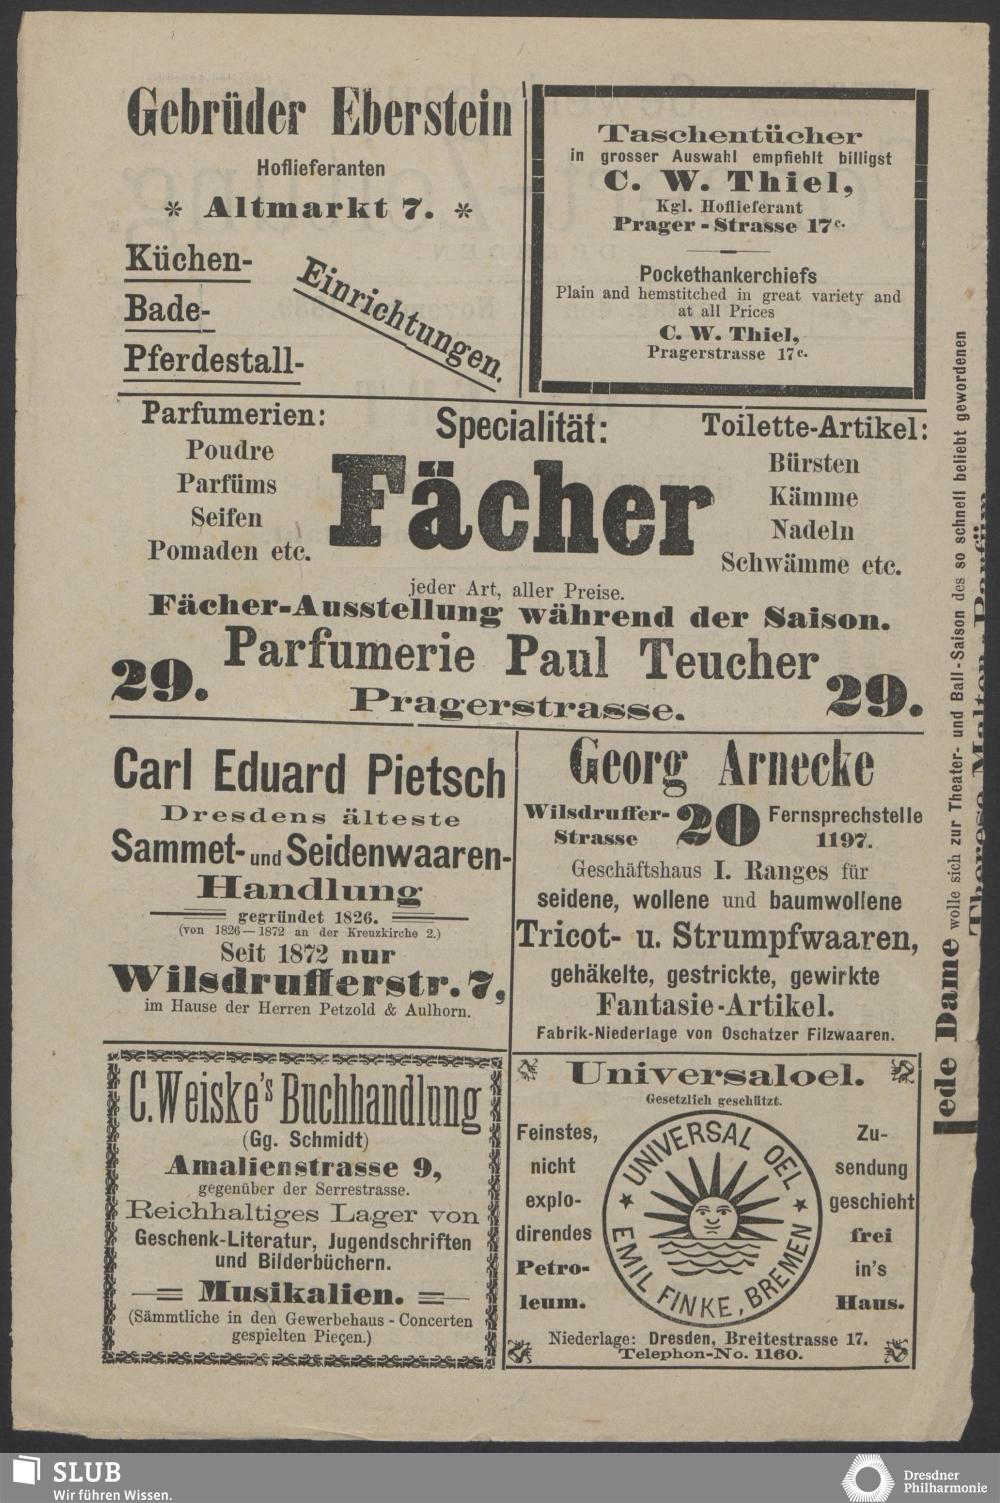 Gebrüder Eberstein
Hoflieferanten
* Altmarkt 7. *
Küchen-
Bade-
Pferdestall-
Einrichtungen.
Taschentücher
in grosser Auswahl empfiehlt billigst
C. W. Thiel,
Kgl. Hoflieferant
Prager - Strasse 17c.
Pockethankerchiefs
Plain and hemstitched in great variety and
at all Prices
C. W. Thiel,
Pragerstrasse 17c.
Parfumerien:
Poudre
Parfüms
Seifen
Pomaden etc.
Specialität:
Fächer
Toilette-Artikel:
Bürsten
Kämme
Nadeln
Schwämme etc.
jeder Art, aller Preise.
Fächer-Ausstellung während der Saison.
29. Parfumerie Paul Teucher 29.
Pragerstrasse.
Carl Eduard Pietsch
Dresdens älteste
Sammet- und Seidenwaaren-
Handlung
gegründet 1826.
(von 1826—1872 an der Kreuzkirche 2.)
Seit 1872 nur
Wilsdrufferstr. 7,
im Hause der Herren Petzold & Aulhorn.
Georg Arnecke
Wilsdruffer-
Strasse
20
Fernsprechstelle
1197.
Geschäftshaus I. Ranges für
seidene, wollene und baumwollene
Tricot- u. Strumpfwaaren,
gehäkelte, gestrickte, gewirkte
Fantasie-Artikel.
Fabrik-Niederlage von Oschatzer Filzwaaren.
C. Weiske's Buchhandlung
(Gg. Schmidt)
Amalienstrasse 9,
gegenüber der Serrestrasse.
Reichhaltiges Lager von
Geschenk-Literatur, Jugendschriften
und Bilderbüchern.
Musikalien.
(Sämmtliche in den Gewerbehaus - Concerten
gespielten Pieçen.)
Universaloel.
Gesetzlich geschützt.
Feinstes,
nicht
explo-
direndes
Petro-
leum.
UNIVERSAL OEL
EMIL FINKE, BREMEN
Zu-
sendung
geschieht
frei
in's
Haus.
Niederlage: Dresden, Breitestrasse 17.
Telephon-No. 1160.
ede Dame wolle sich zur Theater- und Ball-Saison des so schnell beliebt gewordenen
SLUB
Wir führen Wissen.
Dresdner
Philharmonie